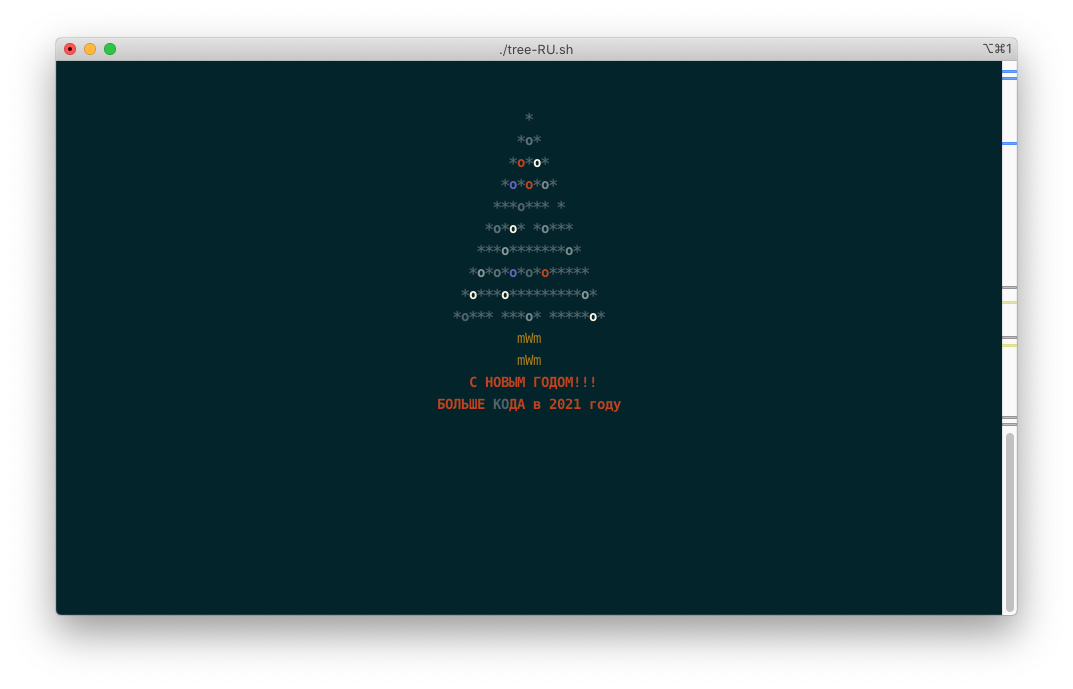 ./tree-RU.sh
⌥⌘1
*
*o*
*o*o*
*o*o*o*
***o*** *
*o*o* *o***
***o*******o*
*o*o*o*o*o*****
*o***o*********o*
*o*** ***o* *****o*
mWm
mWm
С НОВЫМ ГОДОМ!!!
БОЛЬШЕ КОДА в 2021 году